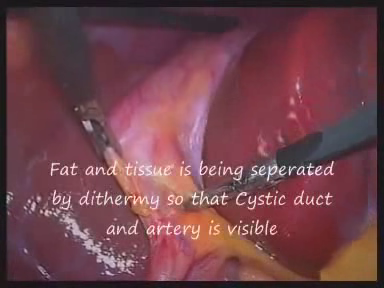 Fat and tissue is being seperated
by dithermy so that Cystic duct
and artery is visible